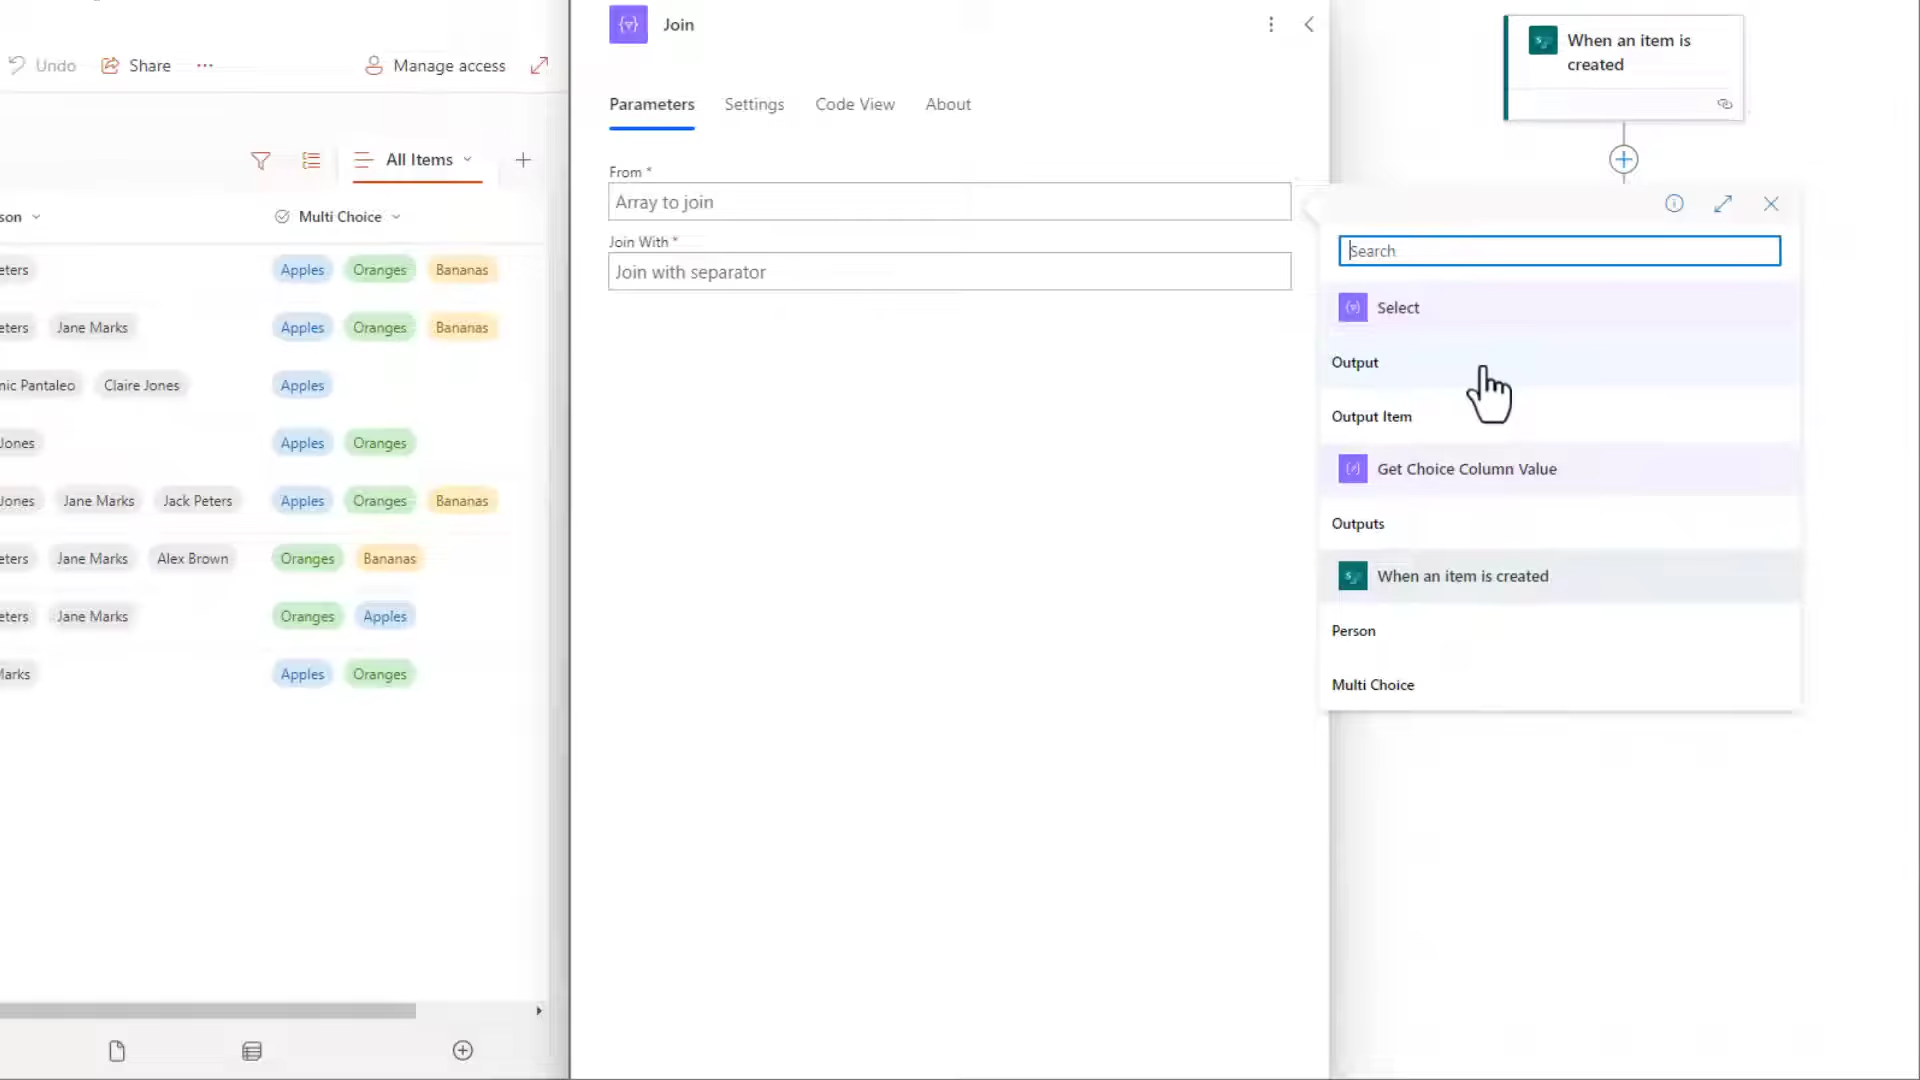 Undo
Share
Manage access
All Items
son
Multi Choice
eters
Apples
Oranges
Bananas
eters
Jane Marks
Apples
Oranges
Bananas
nic Pantaleo
Claire Jones
Apples
Jones
Apples
Oranges
Jones
Jane Marks
Jack Peters
Apples
Oranges
Bananas
eters
Jane Marks
Alex Brown
Oranges
Bananas
eters
Jane Marks
Oranges
Apples
Marks
Apples
Oranges
Join
Parameters
Settings
Code View
About
From *
Array to join
Join With *
Join with separator
When an item is
created
Search
Select
Output
Output Item
Get Choice Column Value
Outputs
When an item is created
Person
Multi Choice